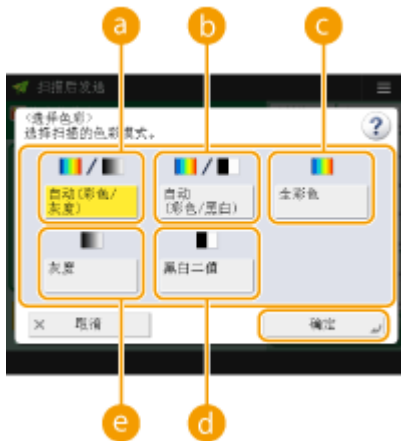 a b c
扫描后发送
<选择色彩>
选择扫描的色彩模式。
?
自动(彩色/
灰度)
自动
(彩色/黑白)
全彩色
灰度
黑白二值
× 取消
确定
e d